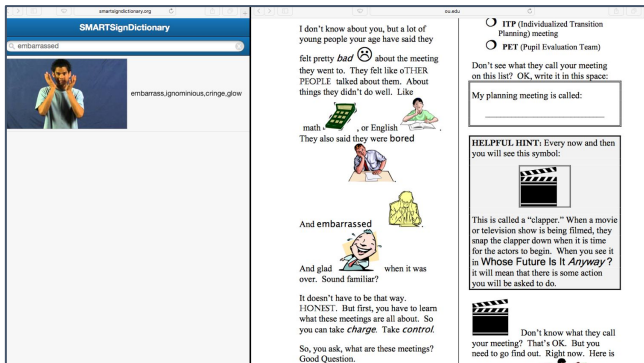 smartsigndictionary.org
ou.edu
SMARTSignDictionary
embarrassed
embarrass,ignominious,cringe,glow
I don't know about you, but a lot of
young people your age have said they
felt pretty bad about the meeting
they went to. They felt like oTHER
PEOPLE talked about them. About
things they didn't do well. Like
math , or English .
They also said they were bored
.
And embarrassed .
And glad when it was
over. Sound familiar?
It doesn't have to be that way.
HONEST. But first, you have to learn
what these meetings are all about. So
you can take charge. Take control.
So, you ask, what are these meetings?
Good Question.
ITP (Individualized Transition
Planning) meeting
PET (Pupil Evaluation Team)
Don't see what they call your meeting
on this list? OK, write it in this space:
My planning meeting is called:
HELPFUL HINT: Every now and then
you will see this symbol:
This is called a "clapper." When a movie
or television show is being filmed, they
snap the clapper down when it is time
for the actors to begin. When you see it
in Whose Future Is It Anyway?
it will mean that there is some action
you will be asked to do.
Don't know what they call
your meeting? That's OK. But you
need to go find out. Right now. Here is